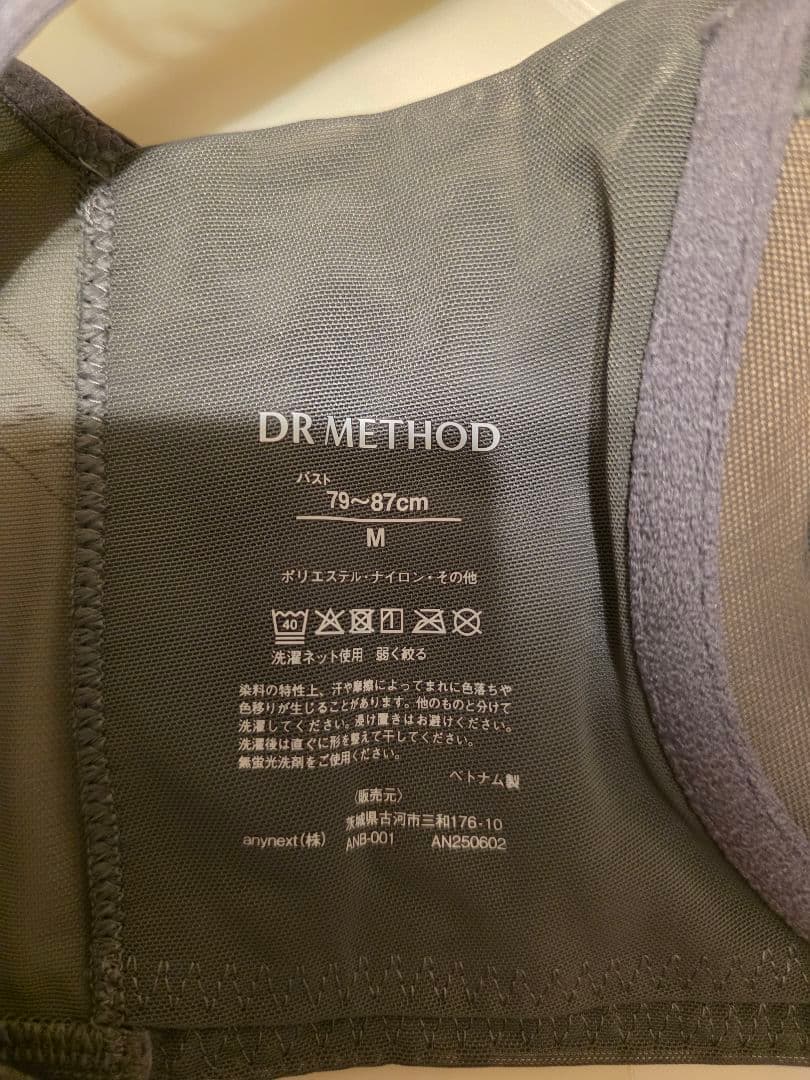 DR METHOD
バスト
79～87cm
M
ポリエステル・ナイロン・その他
40
洗濯ネット使用 弱く絞る
染料の特性上、汗や摩擦によってまれに色落ちや
色移りが生じることがあります。他のものと分けて
洗濯してください。浸け置きはお避けください。
洗濯後は直ぐに形を整えて干してください。
無蛍光洗剤をご使用ください。
ベトナム製
〈販売元〉
茨城県古河市三和176-10
anynext(株) ANB-001 AN250602